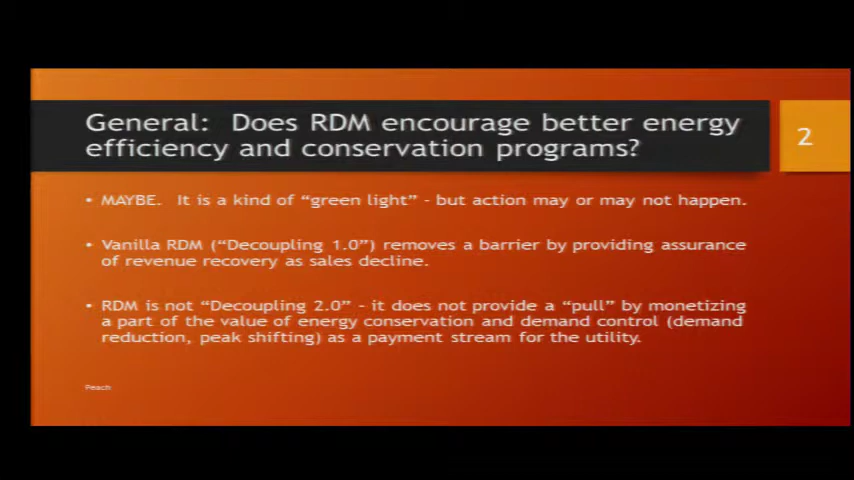 General:  Does RDM encourage better energy
efficiency and conservation programs?
2
• MAYBE.  It is a kind of “green light” - but action may or may not happen.
• Vanilla RDM (“Decoupling 1.0”) removes a barrier by providing assurance
of revenue recovery as sales decline.
• RDM is not “Decoupling 2.0” - it does not provide a “pull” by monetizing
a part of the value of energy conservation and demand control (demand
reduction, peak shifting) as a payment stream for the utility.
Peach